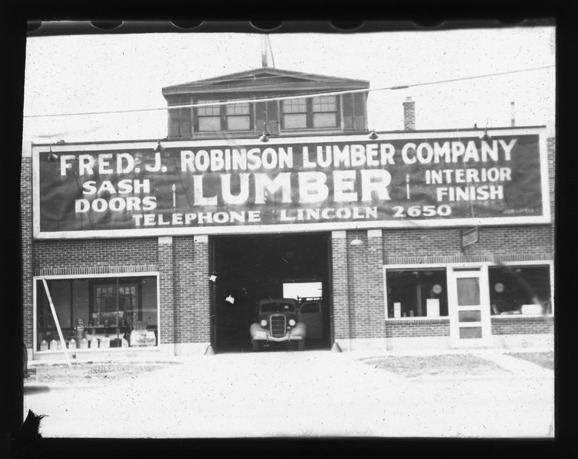 FRED. J. ROBINSON LUMBER COMPANY
SASH
DOORS
LUMBER
INTERIOR
FINISH
TELEPHONE LINCOLN 2650